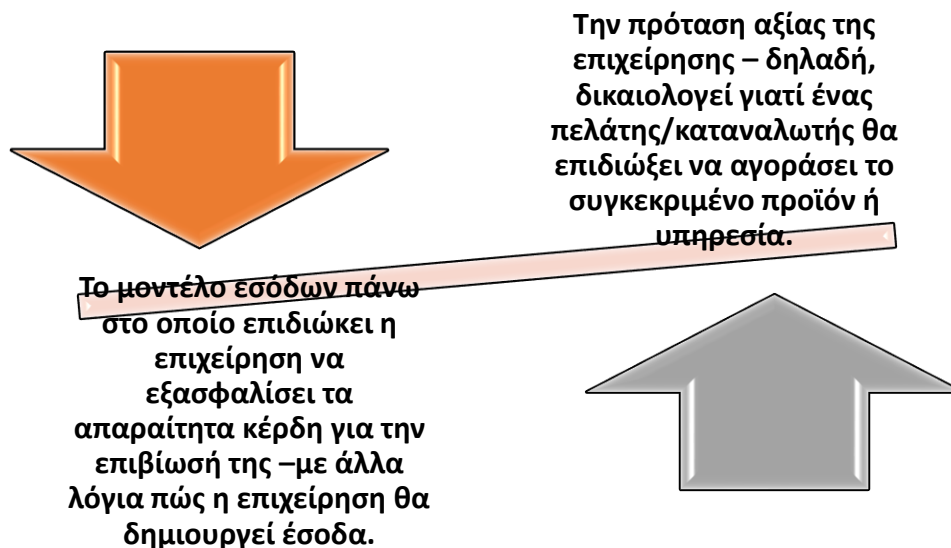 Την πρόταση αξίας της
επιχείρησης – δηλαδή,
δικαιολογεί γιατί ένας
πελάτης/καταναλωτής θα
επιδιώξει να αγοράσει το
συγκεκριμένο προϊόν ή
υπηρεσία.
Το μοντέλο εσόδων πάνω
στο οποίο επιδιώκει η
επιχείρηση να
εξασφαλίσει τα
απαραίτητα κέρδη για την
επιβίωσή της –με άλλα
λόγια πώς η επιχείρηση θα
δημιουργεί έσοδα.